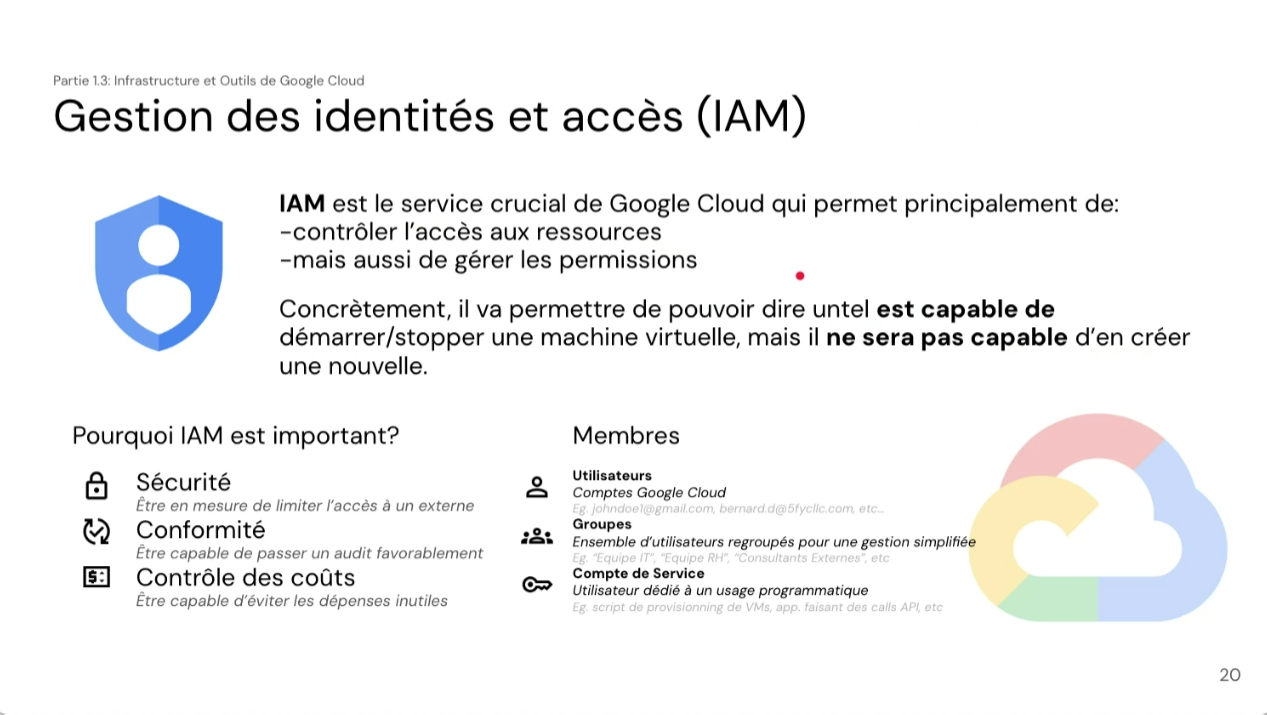 Partie 1.3: Infrastructure et Outils de Google Cloud
Gestion des identités et accès (IAM)
IAM est le service crucial de Google Cloud qui permet principalement de:
-contrôler l’accès aux ressources
-mais aussi de gérer les permissions
Concrètement, il va permettre de pouvoir dire untel est capable de
démarrer/stopper une machine virtuelle, mais il ne sera pas capable d’en créer
une nouvelle.
Pourquoi IAM est important?
Sécurité
Être en mesure de limiter l’accès à un externe
Conformité
Être capable de passer un audit favorablement
Contrôle des coûts
Être capable d’éviter les dépenses inutiles
Membres
Utilisateurs
Comptes Google Cloud
Eg. johndoe1@gmail.com, bernard.d@5fycllc.com, etc...
Groupes
Ensemble d’utilisateurs regroupés pour une gestion simplifiée
Eg. “Equipe IT”, “Equipe RH”, “Consultants Externes”, etc
Compte de Service
Utilisateur dédié à un usage programmatique
Eg. script de provisionning de VMs, app. faisant des calls API, etc
20